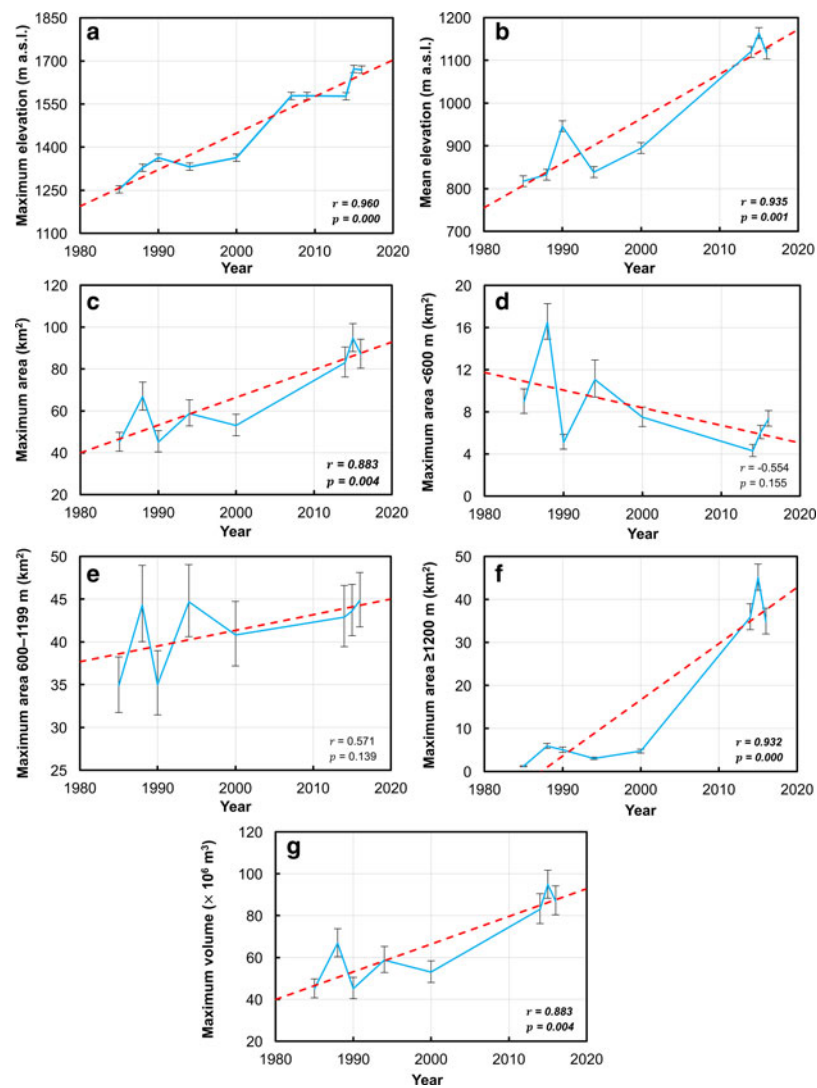 a
Maximum elevation (m a.s.l.)
1850
1700
1550
1400
1250
1100
1980 1990 2000 2010 2020
Year
r = 0.960
p = 0.000
b
Mean elevation (m a.s.l.)
1200
1100
1000
900
800
700
1980 1990 2000 2010 2020
Year
r = 0.935
p = 0.001
c
Maximum area (km²)
120
100
80
60
40
20
1980 1990 2000 2010 2020
Year
r = 0.883
p = 0.004
d
Maximum area <600 m (km²)
20
16
12
8
4
0
1980 1990 2000 2010 2020
Year
r = -0.554
p = 0.155
e
Maximum area 600–1199 m (km²)
50
45
40
35
30
25
1980 1990 2000 2010 2020
Year
r = 0.571
p = 0.139
f
Maximum area ≥1200 m (km²)
50
40
30
20
10
0
1980 1990 2000 2010 2020
Year
r = 0.932
p = 0.000
g
Maximum volume (× 10⁶ m³)
120
100
80
60
40
20
1980 1990 2000 2010 2020
Year
r = 0.883
p = 0.004